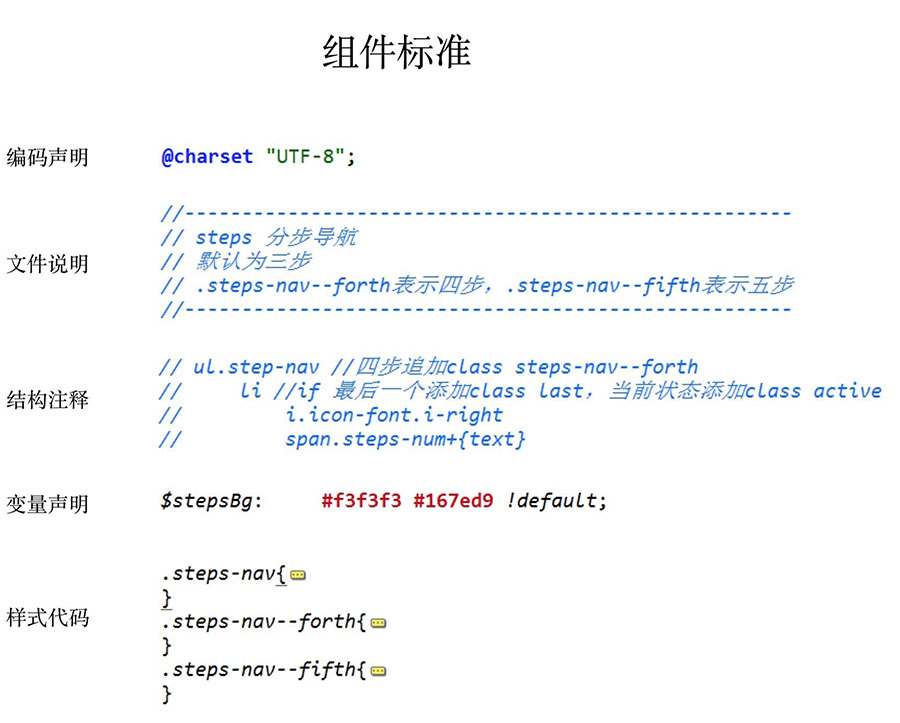 组件标准
编码声明 @charset "UTF-8";
//-----------------------------------------------------
// steps 分步导航
文件说明 // 默认为三步
// .steps-nav--forth表示四步，.steps-nav--fifth表示五步
//-----------------------------------------------------
// ul.step-nav //四步追加class steps-nav--forth
结构注释 // li //if 最后一个添加class last，当前状态添加class active
// i.icon-font.i-right
// span.steps-num+{text}
变量声明 $stepsBg: #f3f3f3 #167ed9 !default;
.steps-nav{
}
样式代码 .steps-nav--forth{
}
.steps-nav--fifth{
}